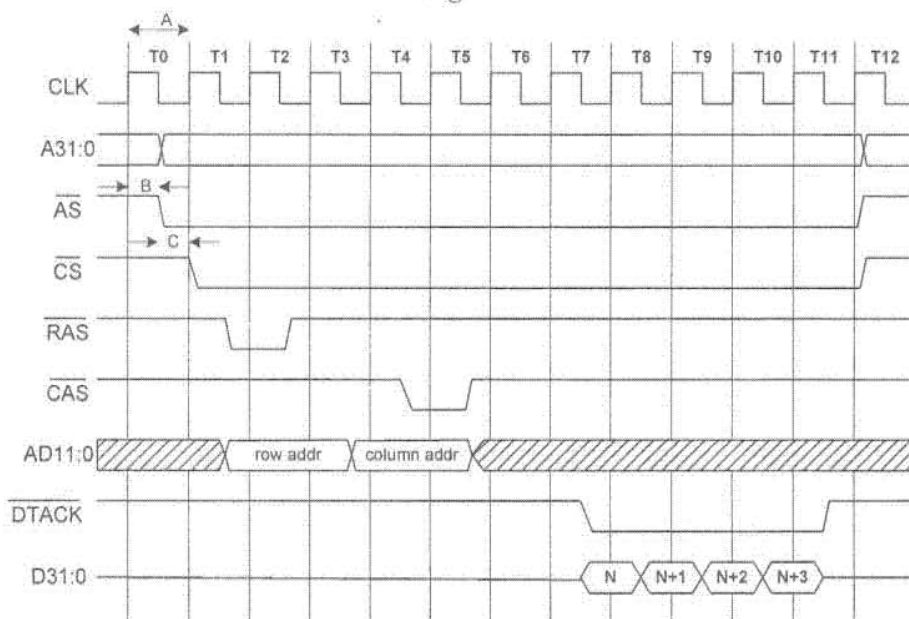 A
T0 T1 T2 T3 T4 T5 T6 T7 T8 T9 T10 T11 T12
CLK
A31:0
B
AS
C
CS
RAS
CAS
AD11:0 row addr column addr
DTACK
D31:0 N N+1 N+2 N+3